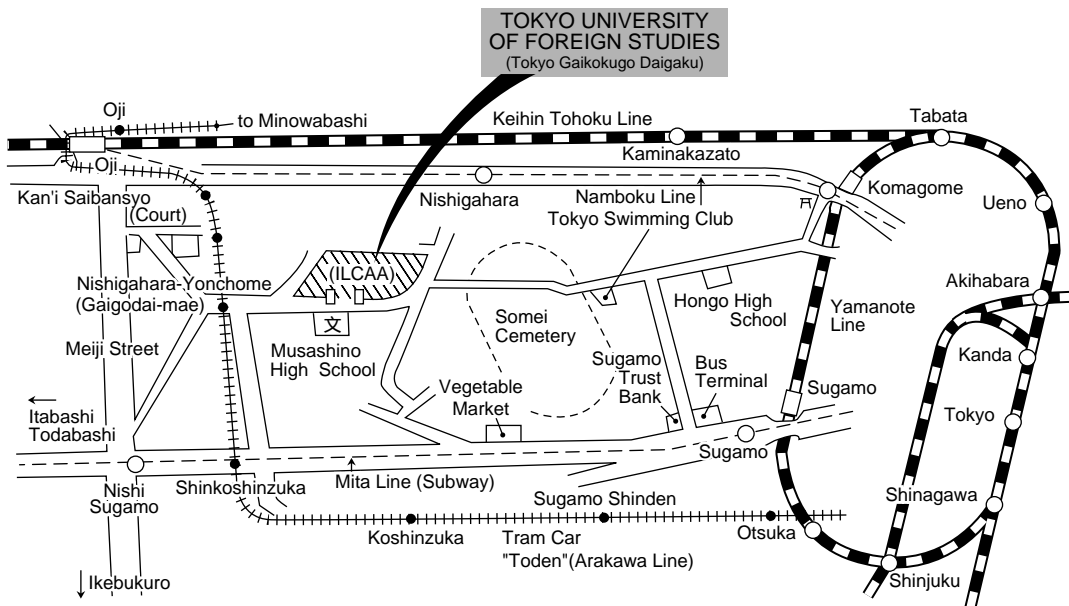 TOKYO UNIVERSITY
OF FOREIGN STUDIES
(Tokyo Gaikokugo Daigaku)
Oji
to Minowabashi
Keihin Tohoku Line
Tabata
Kaminakazato
Oji
Komagome
Kan'i Saibansyo
(Court)
Nishigahara
Namboku Line
Tokyo Swimming Club
Ueno
(ILCAA)
Nishigahara-Yonchome
(Gaigodai-mae)
Akihabara
Hongo High
School
Yamanote
Line
Somei
Cemetery
文
Musashino
High School
Meiji Street
Kanda
Sugamo
Trust
Bank
Bus
Terminal
Sugamo
Vegetable
Market
Itabashi
Todabashi
Tokyo
Sugamo
Nishi
Sugamo
Shinkoshinzuka
Mita Line (Subway)
Sugamo Shinden
Shinagawa
Koshinzuka
Tram Car
"Toden"(Arakawa Line)
Otsuka
Shinjuku
Ikebukuro